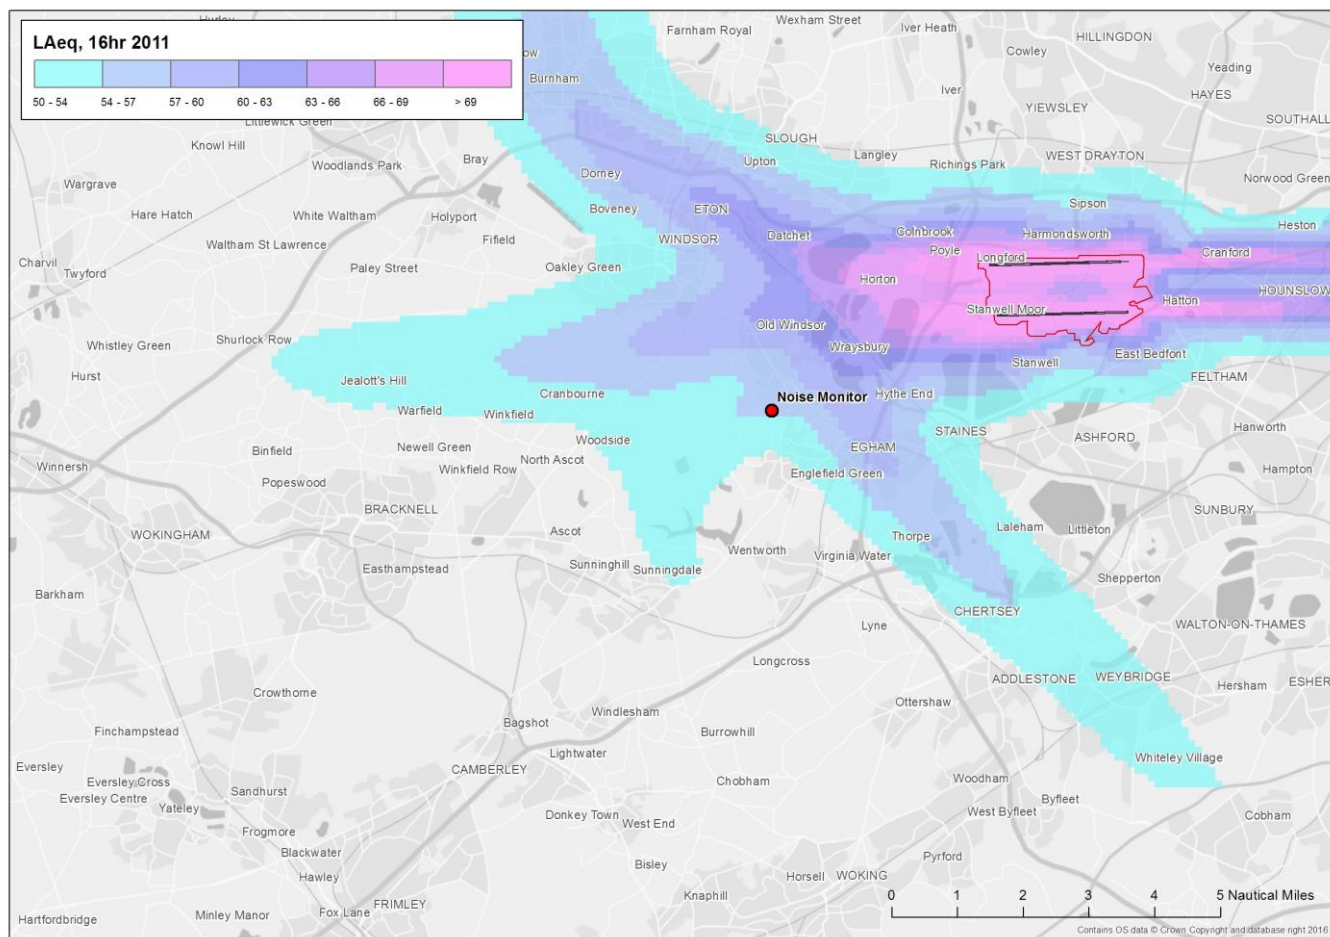 LAeq, 16hr 2011
50 - 54 54 - 57 57 - 60 60 - 63 63 - 66 66 - 69 > 69
Farnham Royal
Wexham Street
Iver Heath
HILLINGDON
Cowley
Burnham
Yeading
Iver
HAYES
YIEWSLEY
Littlewick Green
SOUTHALL
Knowl Hill
SLOUGH
Woodlands Park
Bray
Upton
Langley
Richings Park
WEST DRAYTON
Dorney
Wargrave
Norwood Green
Hare Hatch
White Waltham
Holyport
Boveney
ETON
Sipson
Heston
Waltham St Lawrence
Fifield
WINDSOR
Datchet
Colnbrook
Harmondsworth
Poyle
Longford
Cranford
Charvil
Twyford
Paley Street
Oakley Green
Horton
HOUNSLOW
Hatton
Stanwell Moor
Old Windsor
Shurlock Row
Whistley Green
Wraysbury
East Bedfont
Stanwell
Hurst
Jealott's Hill
FELTHAM
Cranbourne
Noise Monitor
Hythe End
Warfield
Winkfield
STAINES
Hanworth
Woodside
ASHFORD
Newell Green
EGHAM
Binfield
North Ascot
Winnersh
Winkfield Row
Englefield Green
Hampton
Popeswood
BRACKNELL
SUNBURY
WOKINGHAM
Ascot
Laleham
Littleton
Thorpe
Wentworth
Virginia Water
Easthampstead
Sunninghill
Sunningdale
Shepperton
Barkham
CHERTSEY
Lyne
WALTON-ON-THAMES
Longcross
ADDLESTONE
WEYBRIDGE
Hersham
ESHER
Crowthorne
Ottershaw
Windlesham
Bagshot
Finchampstead
Burrowhill
Lightwater
Whiteley Village
Eversley
CAMBERLEY
Eversley Cross
Chobham
Woodham
Sandhurst
Eversley Centre
Yateley
Byfleet
Donkey Town
West End
West Byfleet
Cobham
Frogmore
Blackwater
Bisley
Pyrford
Hawley
Horsell
WOKING
Knaphill
0 1 2 3 4 5 Nautical Miles
FRIMLEY
Fox Lane
Minley Manor
Hartfordbridge
Contains OS data © Crown Copyright and database right 2016